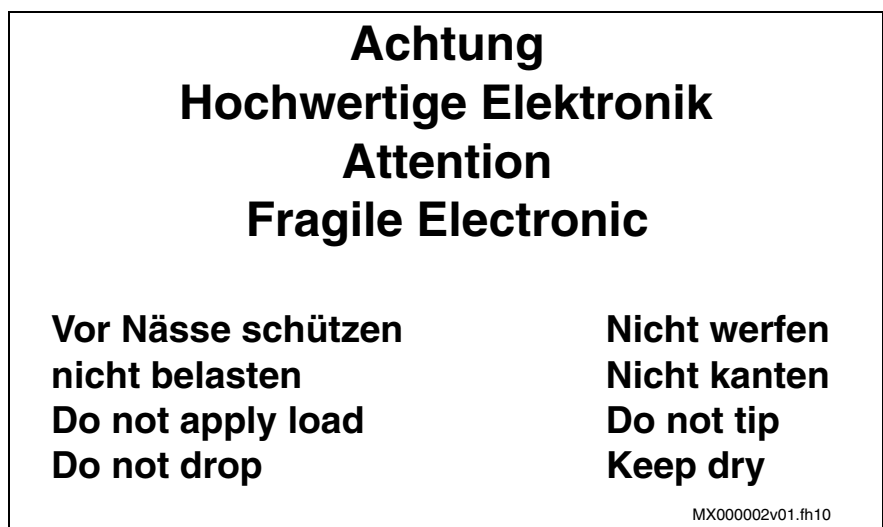 Achtung
Hochwertige Elektronik
Attention
Fragile Electronic
Vor Nässe schützen
nicht belasten
Do not apply load
Do not drop
Nicht werfen
Nicht kanten
Do not tip
Keep dry
MX000002v01.fh10